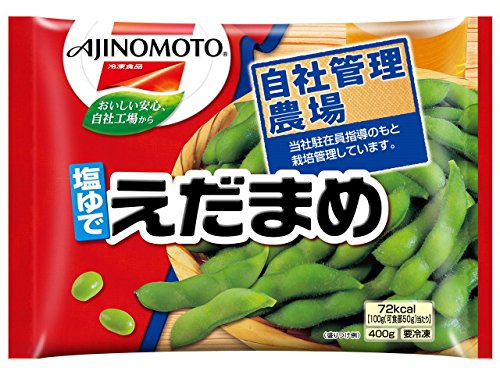 AJINOMOTO®
冷凍食品
おいしい安心、
自社工場から
自社管理
農場
当社駐在員指導のもと
栽培管理しています。
塩ゆで
えだまめ
(盛りつけ例)
72kcal
[100g(可食部50g)当たり]
400g 要冷凍